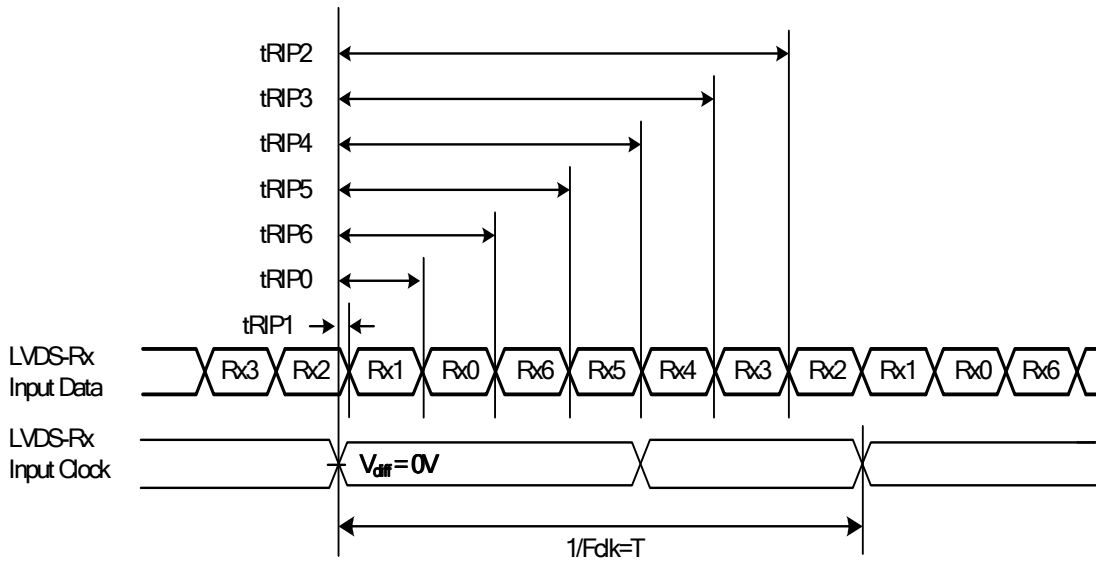 tRIP2
tRIP3
tRIP4
tRIP5
tRIP6
tRIP0
tRIP1
LVDS-Rx
Input Data
Rx3 Rx2 Rx1 Rx0 Rx6 Rx5 Rx4 Rx3 Rx2 Rx1 Rx0 Rx6
LVDS-Rx
Input Clock
Vdiff = 0V
1/Fclk=T